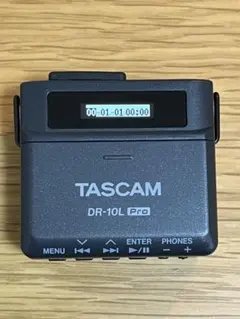 00-01-01 00:00
TASCAM
DR-10L Pro
MENU ENTER PHONES
- +